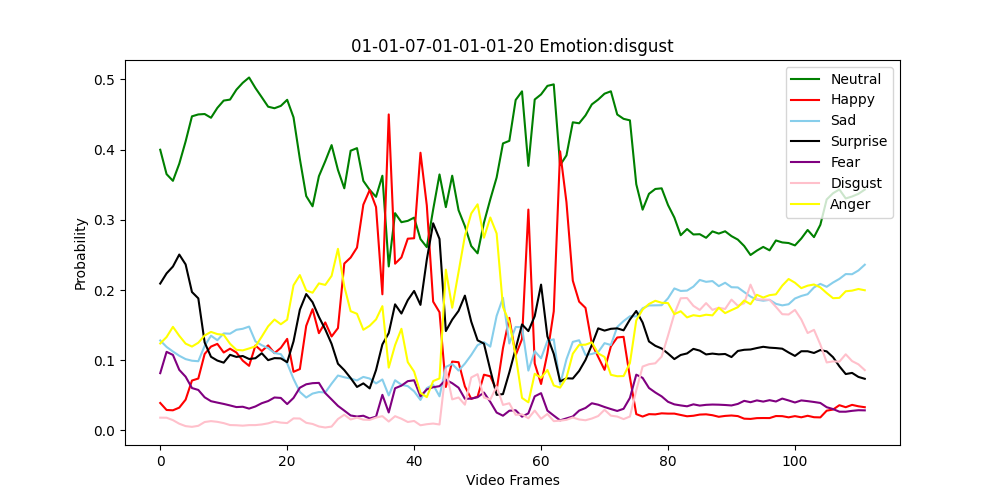 01-01-07-01-01-01-20 Emotion:disgust
Probability
0.5
0.4
0.3
0.2
0.1
0.0
0 20 40 60 80 100
Video Frames
Neutral
Happy
Sad
Surprise
Fear
Disgust
Anger